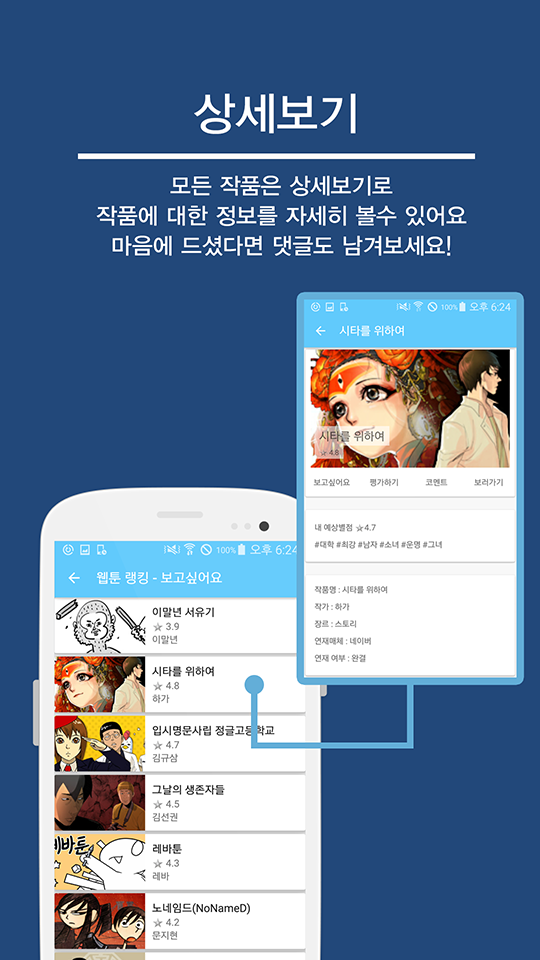 상세보기
모든 작품은 상세보기로
작품에 대한 정보를 자세히 볼수 있어요
마음에 드셨다면 댓글도 남겨보세요!
100% 오후 6:24
시타를 위하여
시타를 위하여
★ 4.8
보고싶어요 평가하기 코멘트 보러가기
내 예상별점 ★4.7
#대학 #최강 #남자 #소녀 #운명 #그녀
작품명 : 시타를 위하여
작가 : 하가
장르 : 스토리
연재매체 : 네이버
연재 여부 : 완결
100% 오후 6:24
웹툰 랭킹 - 보고싶어요
이말년 서유기
★ 3.9
이말년
시타를 위하여
★ 4.8
하가
입시명문사립 정글고등학교
★ 4.7
김규삼
그날의 생존자들
★ 4.5
김선권
레바툰
레바툰
★ 4.3
레바
노네임드(NoNameD)
★ 4.2
문지현